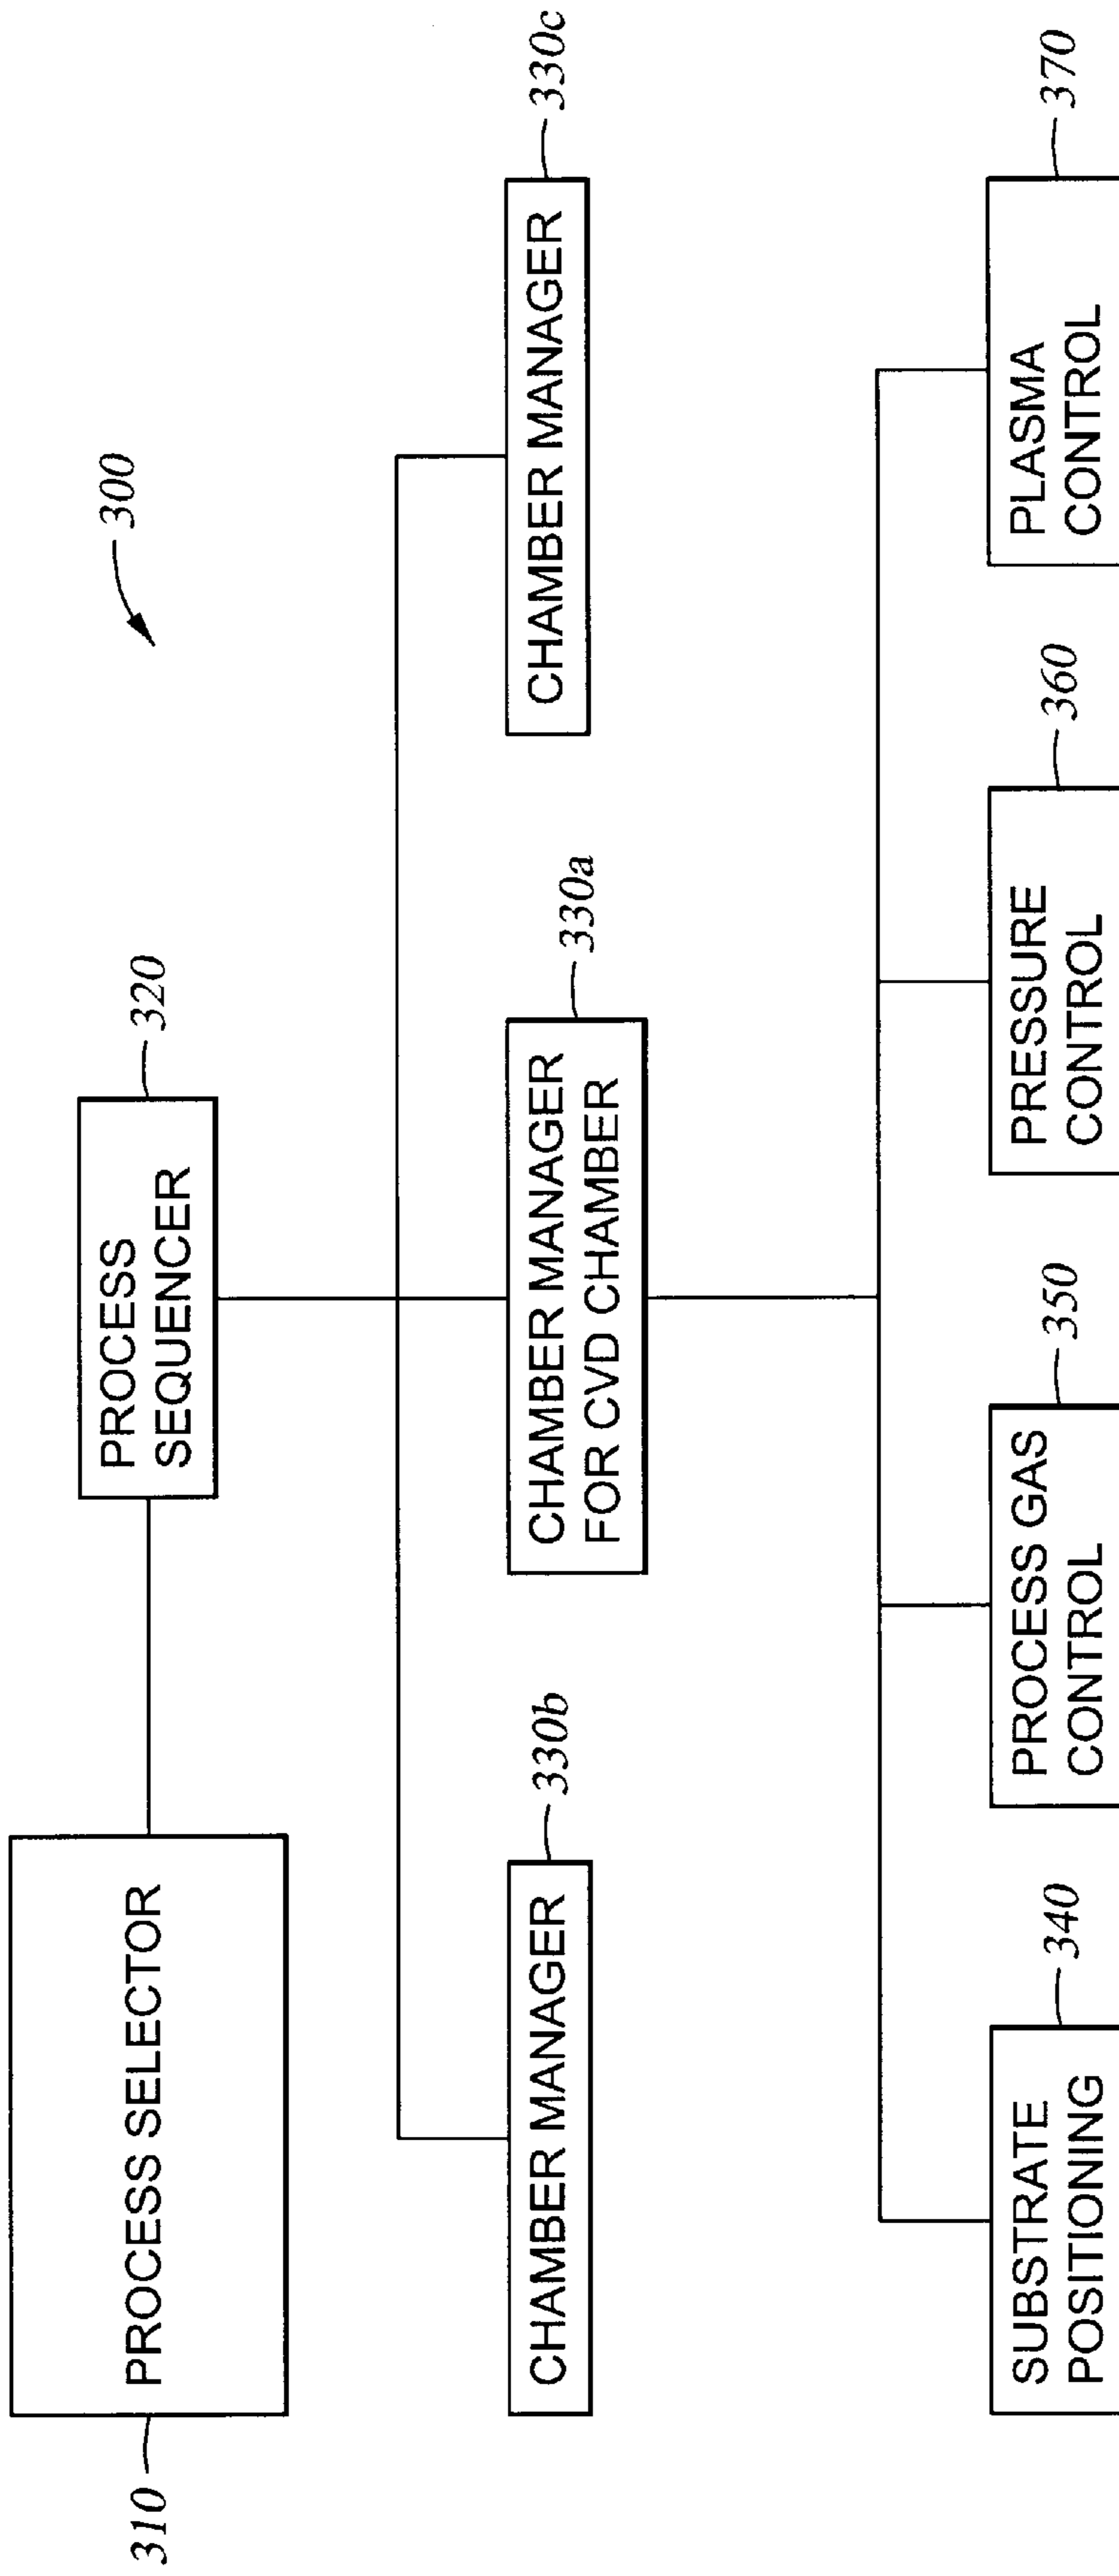 300
310
PROCESS SELECTOR
PROCESS
SEQUENCER
320
CHAMBER MANAGER
330b
CHAMBER MANAGER
FOR CVD CHAMBER
330a
CHAMBER MANAGER
330c
SUBSTRATE
POSITIONING
340
PROCESS GAS
CONTROL
350
PRESSURE
CONTROL
360
PLASMA
CONTROL
370